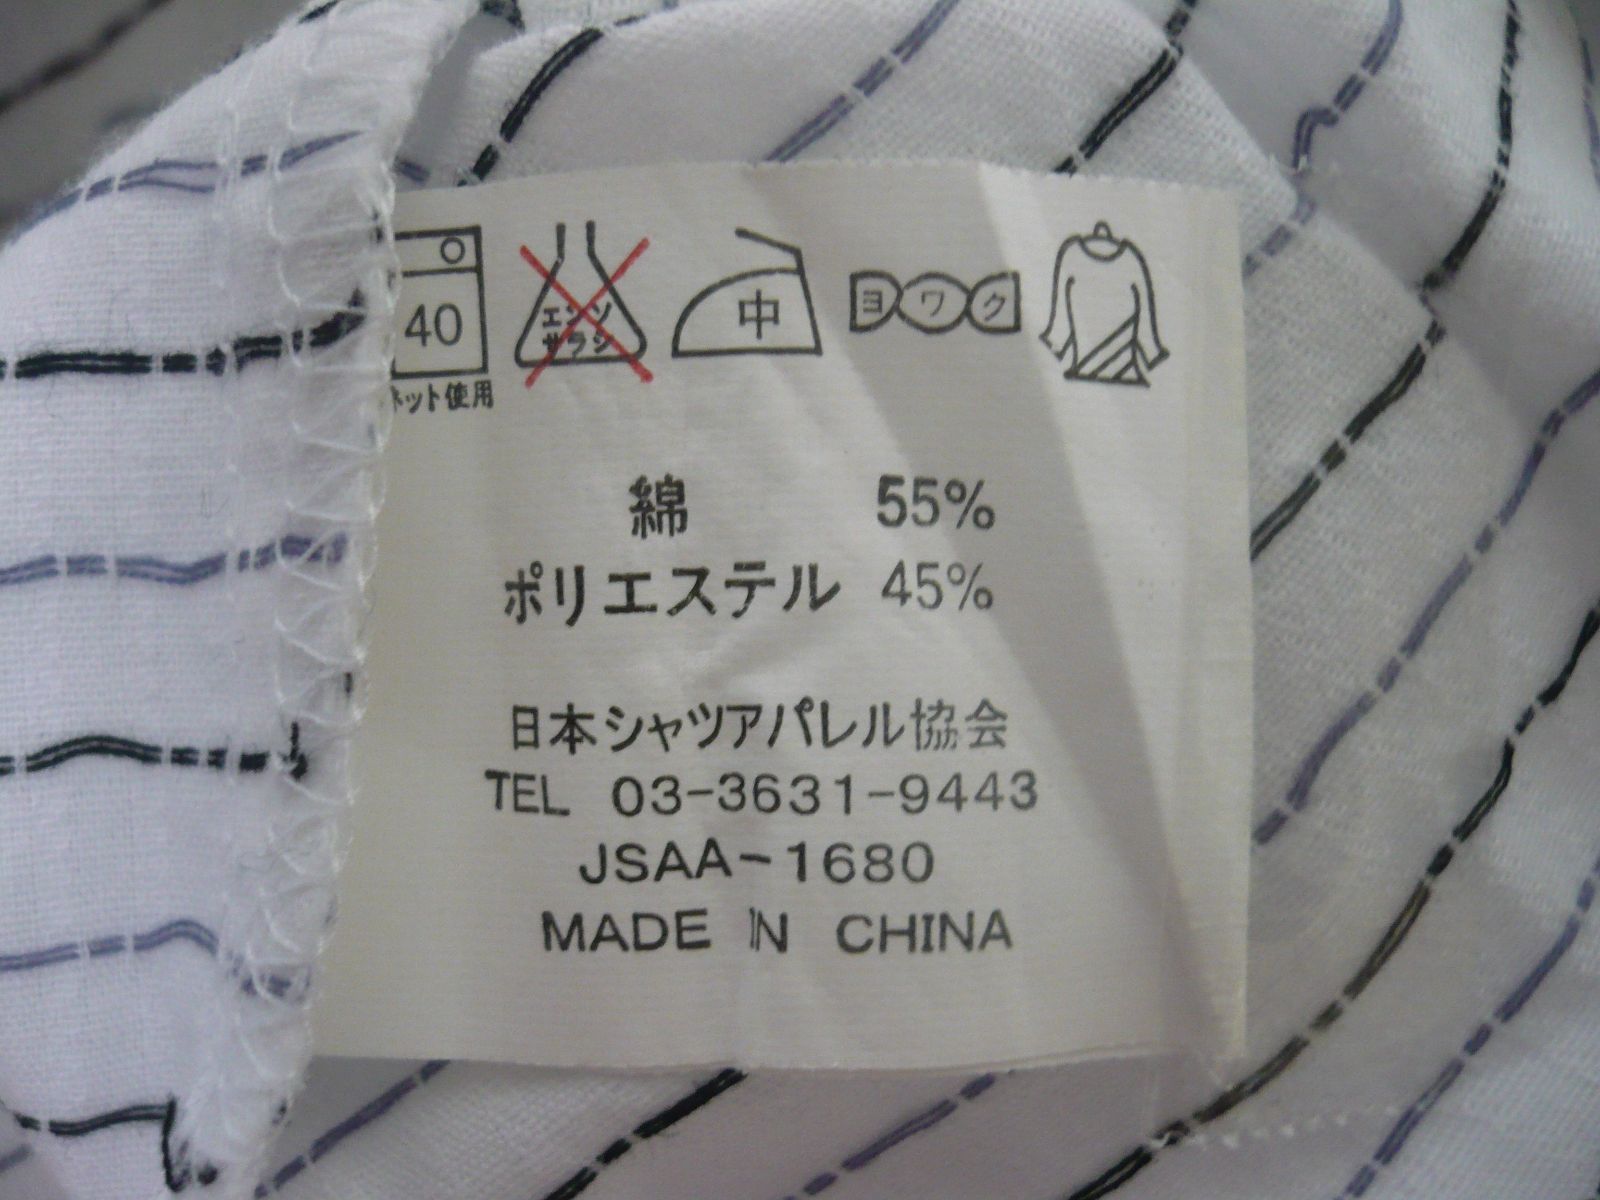 40
ネット使用
エンソ
サラシ
中
ヨワク
綿 55%
ポリエステル 45%
日本シャツアパレル協会
TEL 03-3631-9443
JSAA-1680
MADE IN CHINA